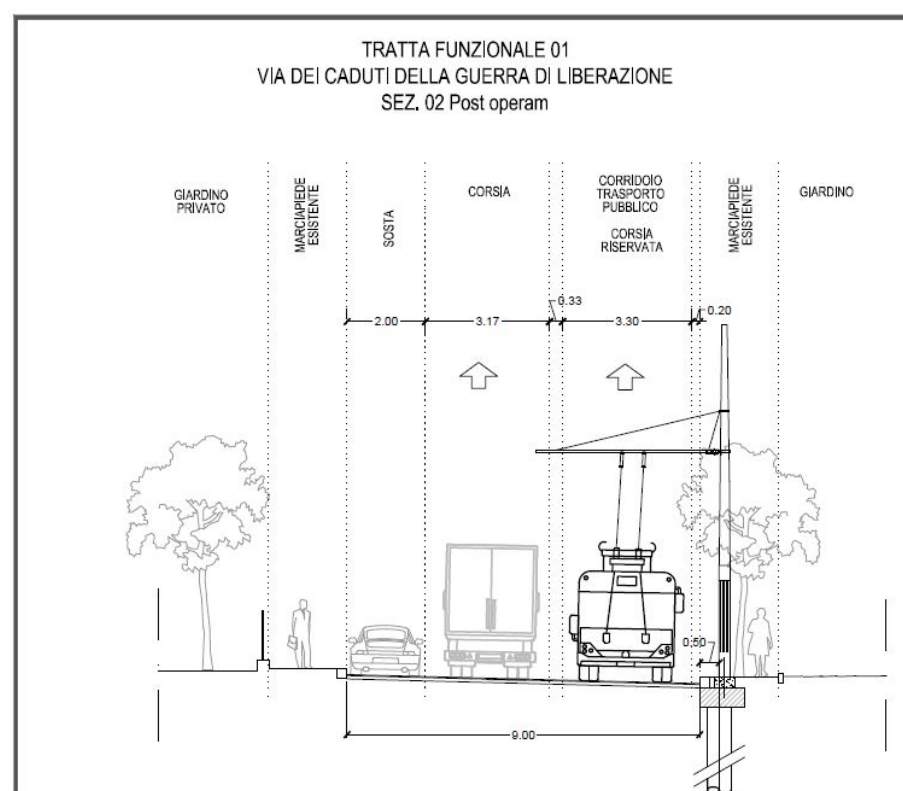 TRATTA FUNZIONALE 01
VIA DEI CADUTI DELLA GUERRA DI LIBERAZIONE
SEZ. 02 Post operam
GIARDINO
PRIVATO
MARCIAPIEDE
ESISTENTE
SOSTA
CORSIA
CORRIDOIO
TRASPORTO
PUBBLICO
CORSIA
RISERVATA
MARCIAPIEDE
ESISTENTE
GIARDINO
2.00
3.17
0.33
3.30
0.20
0.50
9.00